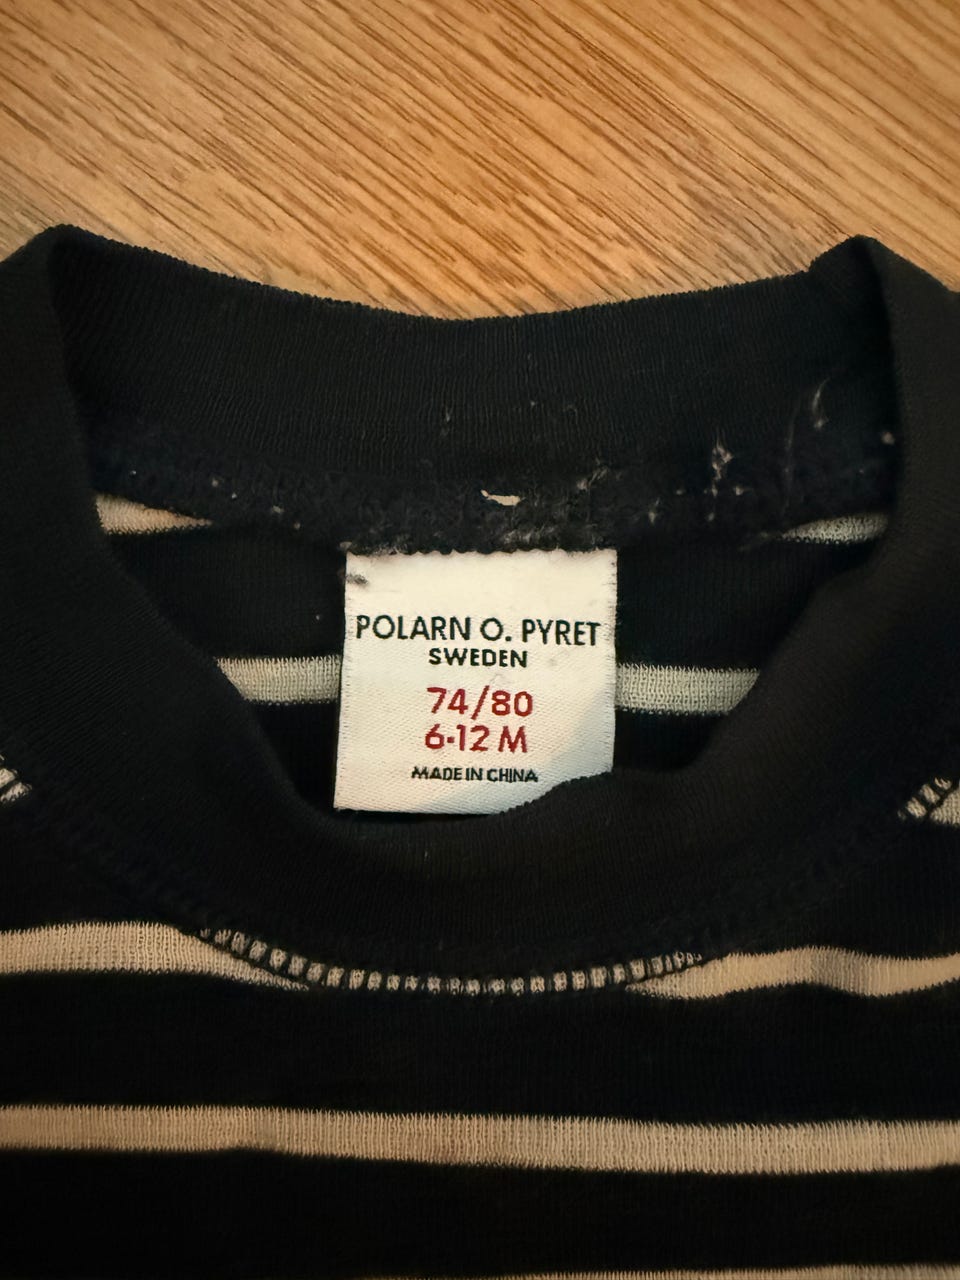 POLARN O. PYRET
SWEDEN
74/80
6-12 M
MADE IN CHINA